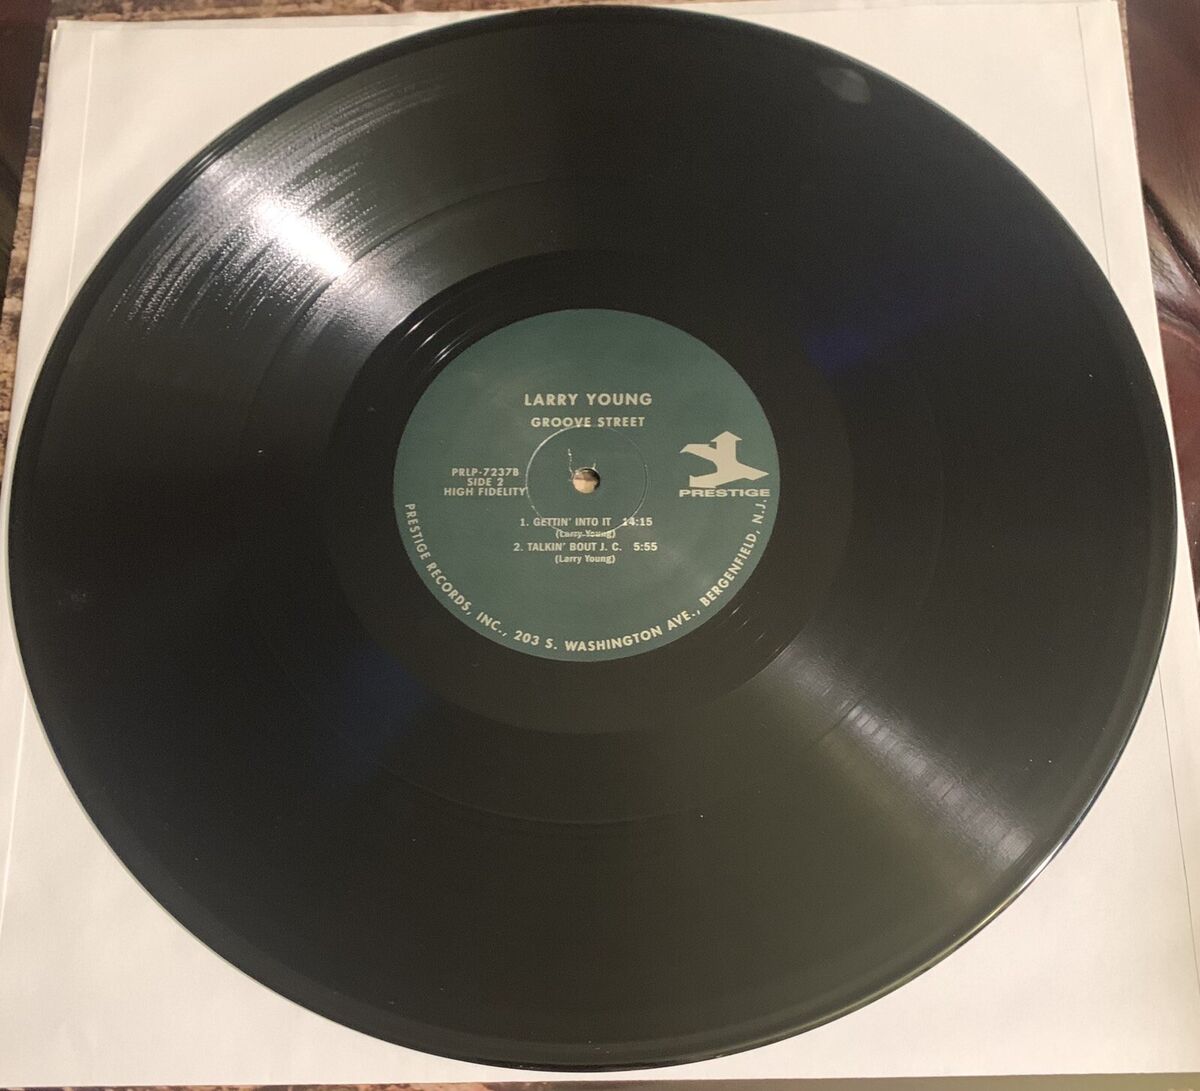 LARRY YOUNG
GROOVE STREET
PRLP-7237B
SIDE 2
HIGH FIDELITY
PRESTIGE
1. GETTIN' INTO IT 14:15
(Larry Young)
2. TALKIN' BOUT J. C. 5:55
(Larry Young)
PRESTIGE RECORDS, INC., 203 S. WASHINGTON AVE., BERGENFIELD, N.J.